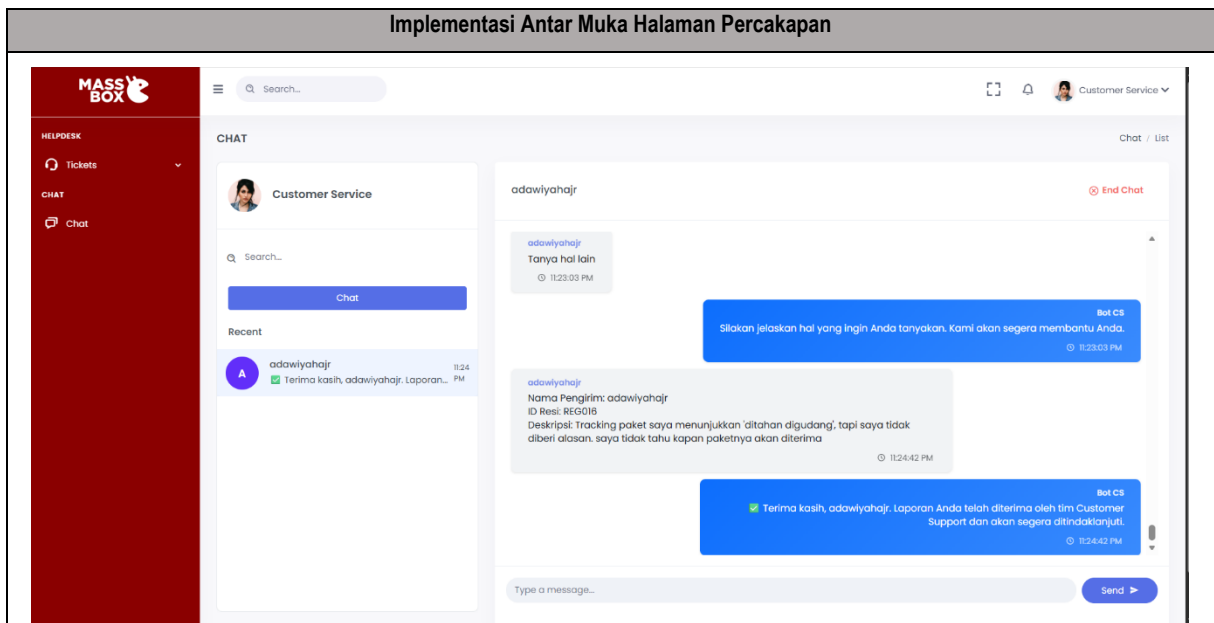 Implementasi Antar Muka Halaman Percakapan
MASS
BOX
Search...
Customer Service
HELPDESK
Tickets
CHAT
Chat
CHAT
Chat / List
Customer Service
Search...
Chat
Recent
A
adawiyahajr
11:24
✅ Terima kasih, adawiyahajr. Laporan...
PM
adawiyahajr
End Chat
adawiyahajr
Tanya hal lain
11:23:03 PM
Bot CS
Silakan jelaskan hal yang ingin Anda tanyakan. Kami akan segera membantu Anda.
11:23:03 PM
adawiyahajr
Nama Pengirim: adawiyahajr
ID Resi: REG016
Deskripsi: Tracking paket saya menunjukkan 'ditahan digudang', tapi saya tidak
diberi alasan. saya tidak tahu kapan paketnya akan diterima
11:24:42 PM
Bot CS
✅ Terima kasih, adawiyahajr. Laporan Anda telah diterima oleh tim Customer
Support dan akan segera ditindaklanjuti.
11:24:42 PM
Type a message...
Send